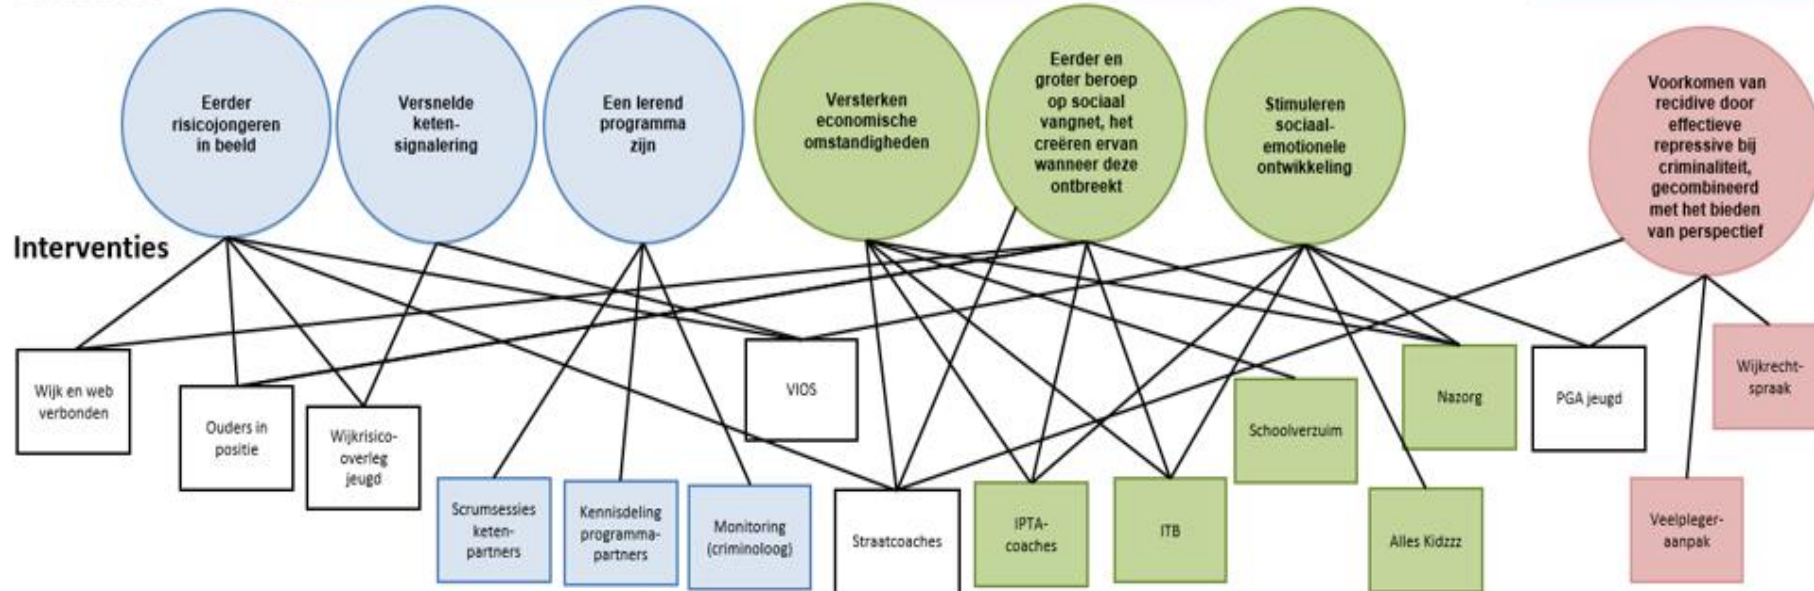 Eerder
risicojongeren
in beeld
Versnelde
keten-
signalering
Een lerend
programma
zijn
Versterken
economische
omstandigheden
Eerder en
groter beroep
op sociaal
vangnet, het
creëren ervan
wanneer deze
ontbreekt
Stimuleren
sociaal-
emotionele
ontwikkeling
Voorkomen van
recidive door
effectieve
repressive bij
criminaliteit,
gecombineerd
met het bieden
van perspectief
Interventies
Wijk en web
verbonden
Ouders in
positie
Wijkrisico-
overleg
jeugd
Scrumsessies
keten-
partners
Kennisdeling
programma-
partners
Monitoring
(criminoloog)
VIOS
Straatcoaches
IPTA-
coaches
ITB
Schoolverzuim
Alles Kidzzz
Nazorg
PGA jeugd
Veelpleger-
aanpak
Wijkrecht-
spraak